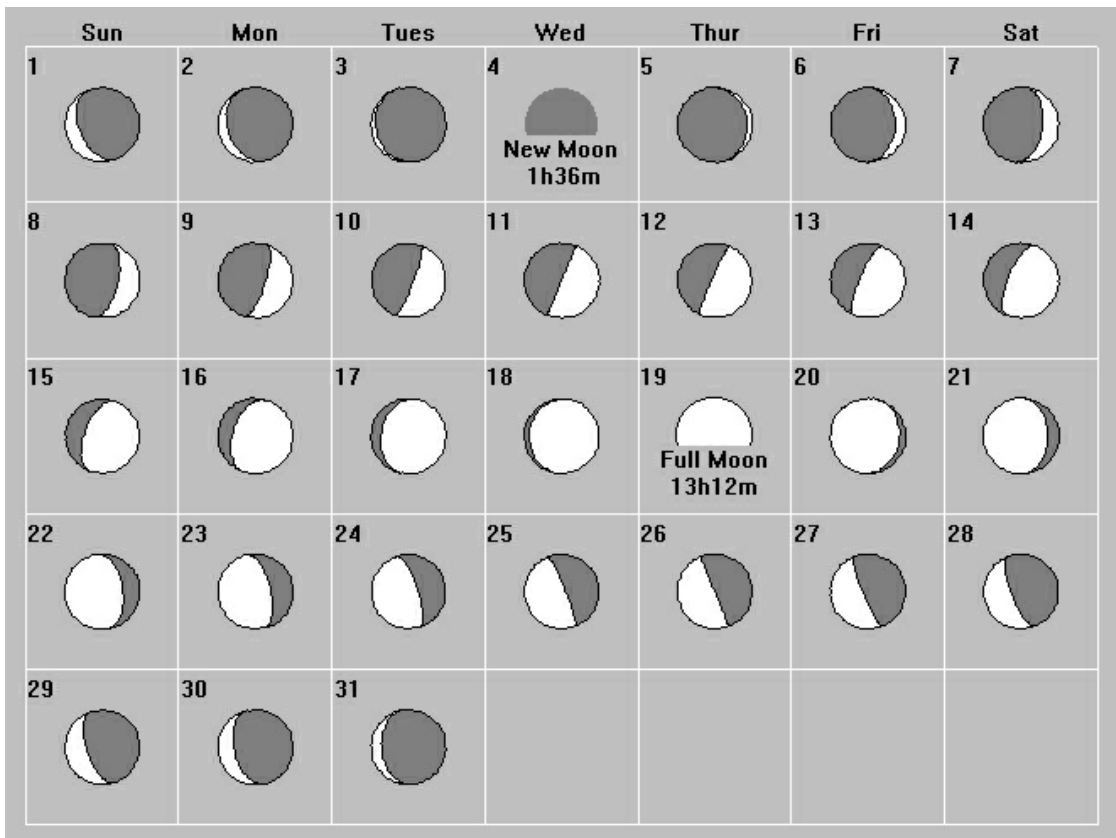 Sun Mon Tues Wed Thur Fri Sat
1 2 3 4 5 6 7
New Moon
1h36m
8 9 10 11 12 13 14
15 16 17 18 19 20 21
Full Moon
13h12m
22 23 24 25 26 27 28
29 30 31